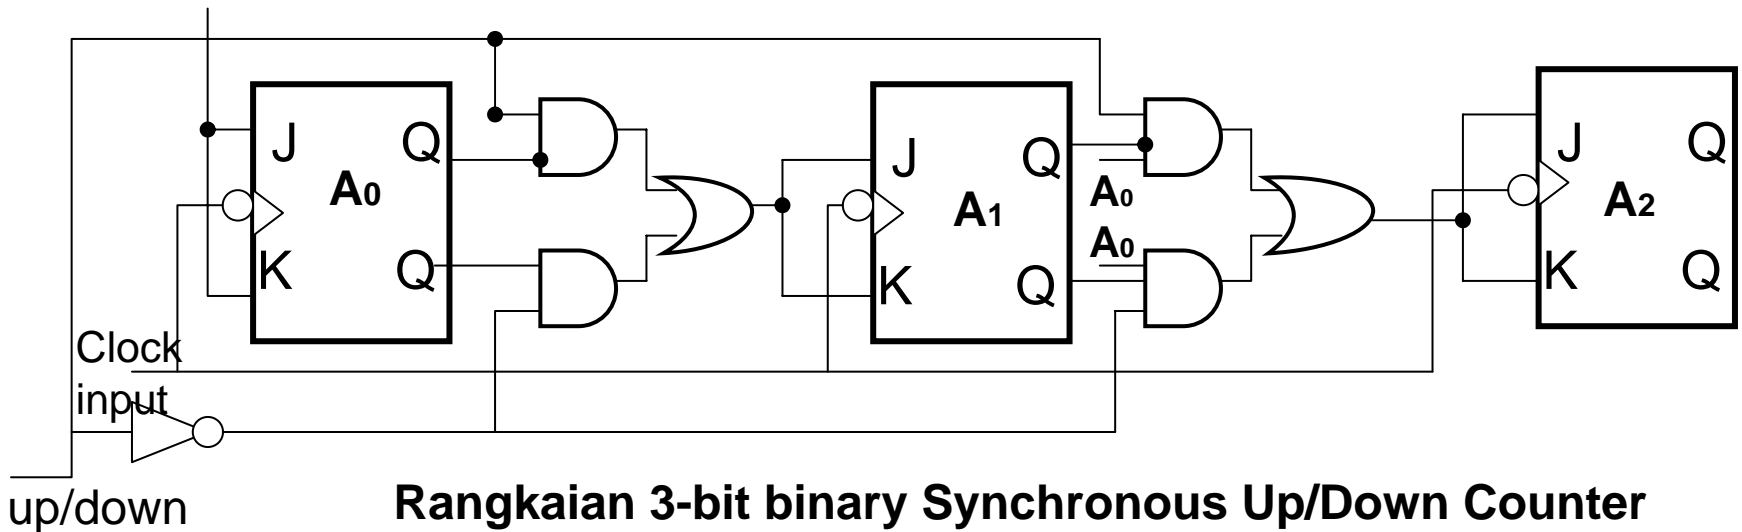 J
Q
A0
K
Q
J
Q
A1
K
Q
A0
A0
J
Q
A2
K
Q
Clock
input
up/down
Rangkaian 3-bit binary Synchronous Up/Down Counter